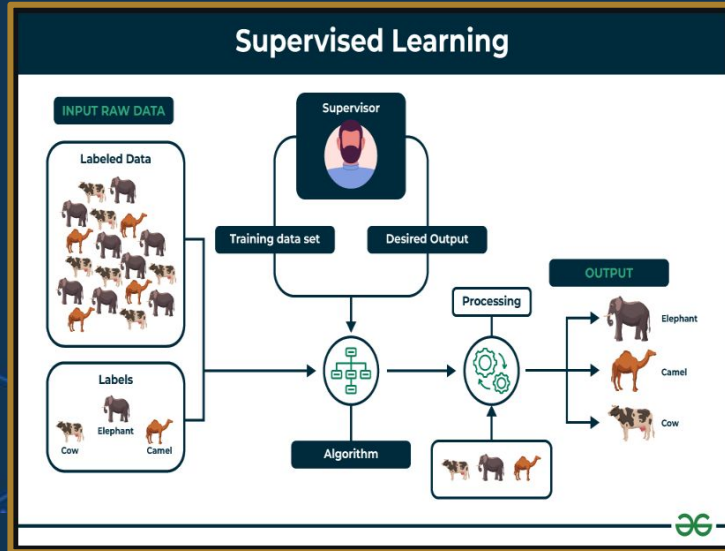 Supervised Learning
INPUT RAW DATA
Labeled Data
Labels
Elephant
Cow
Camel
Supervisor
Training data set
Desired Output
Algorithm
Processing
OUTPUT
Elephant
Camel
Cow